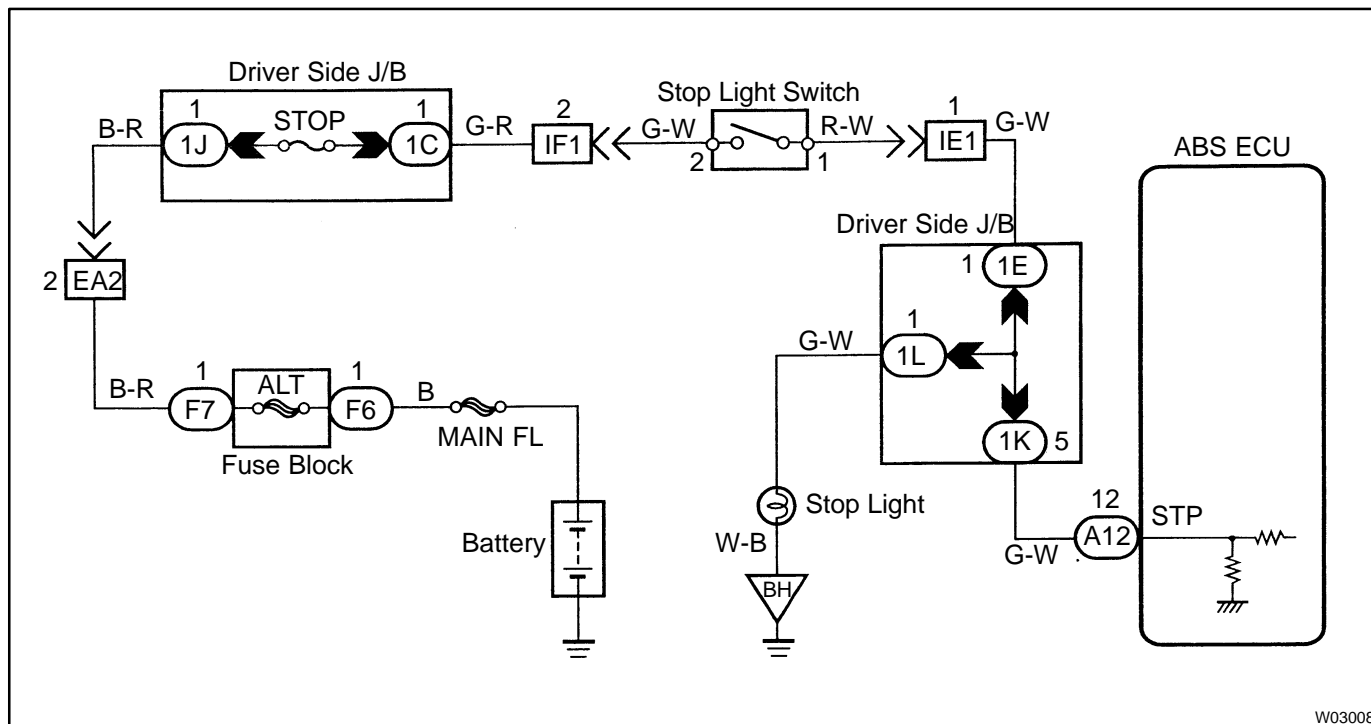 Driver Side J/B
1
STOP
1
B-R
1J
1C
G-R
2
IF1
G-W
Stop Light Switch
2
1
R-W
1
IE1
G-W
ABS ECU
2
EA2
Driver Side J/B
1
1E
1
1L
G-W
1K
5
B-R
1
F7
ALT
1
F6
B
MAIN FL
Fuse Block
Battery
Stop Light
W-B
BH
12
A12
G-W
STP
W03008